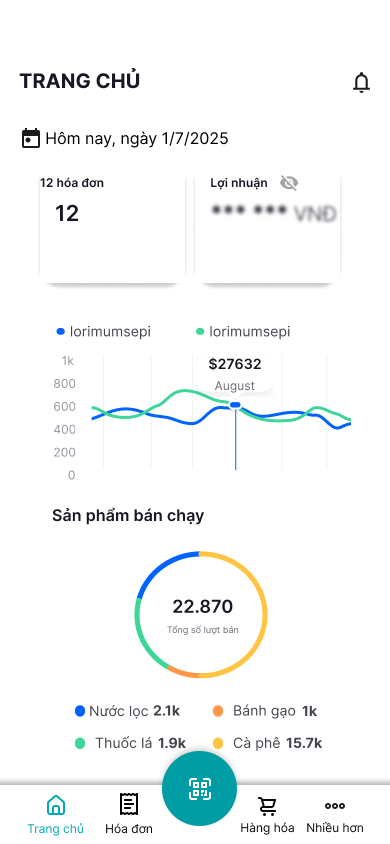 TRANG CHỦ
Hôm nay, ngày 1/7/2025
12 hóa đơn
Lợi nhuận
12
*** *** VNĐ
lorimumsepi
lorimumsepi
1k
800
600
400
200
0
$27632
August
Sản phẩm bán chạy
22.870
Tổng số lượt bán
Nước lọc 2.1k
Bánh gạo 1k
Thuốc lá 1.9k
Cà phê 15.7k
Trang chủ
Hóa đơn
Hàng hóa
Nhiều hơn